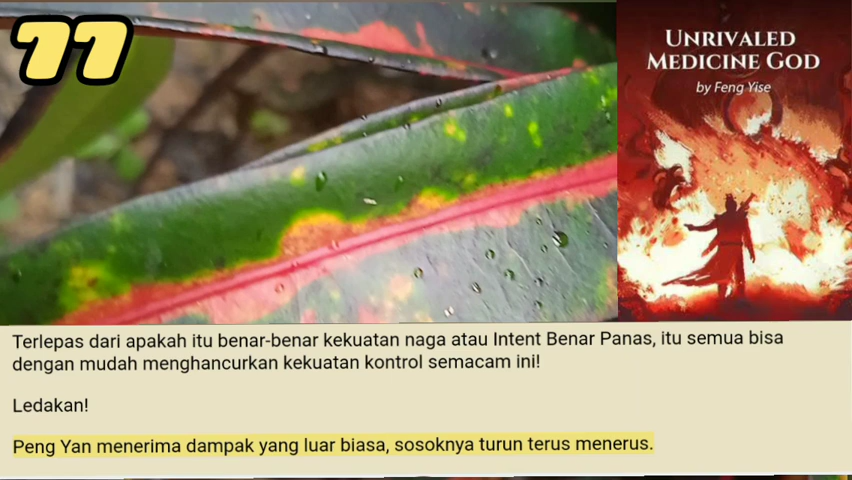 77
UNRIVALED
MEDICINE GOD
by Feng Yise
Terlepas dari apakah itu benar-benar kekuatan naga atau Intent Benar Panas, itu semua bisa
dengan mudah menghancurkan kekuatan kontrol semacam ini!
Ledakan!
Peng Yan menerima dampak yang luar biasa, sosoknya turun terus menerus.